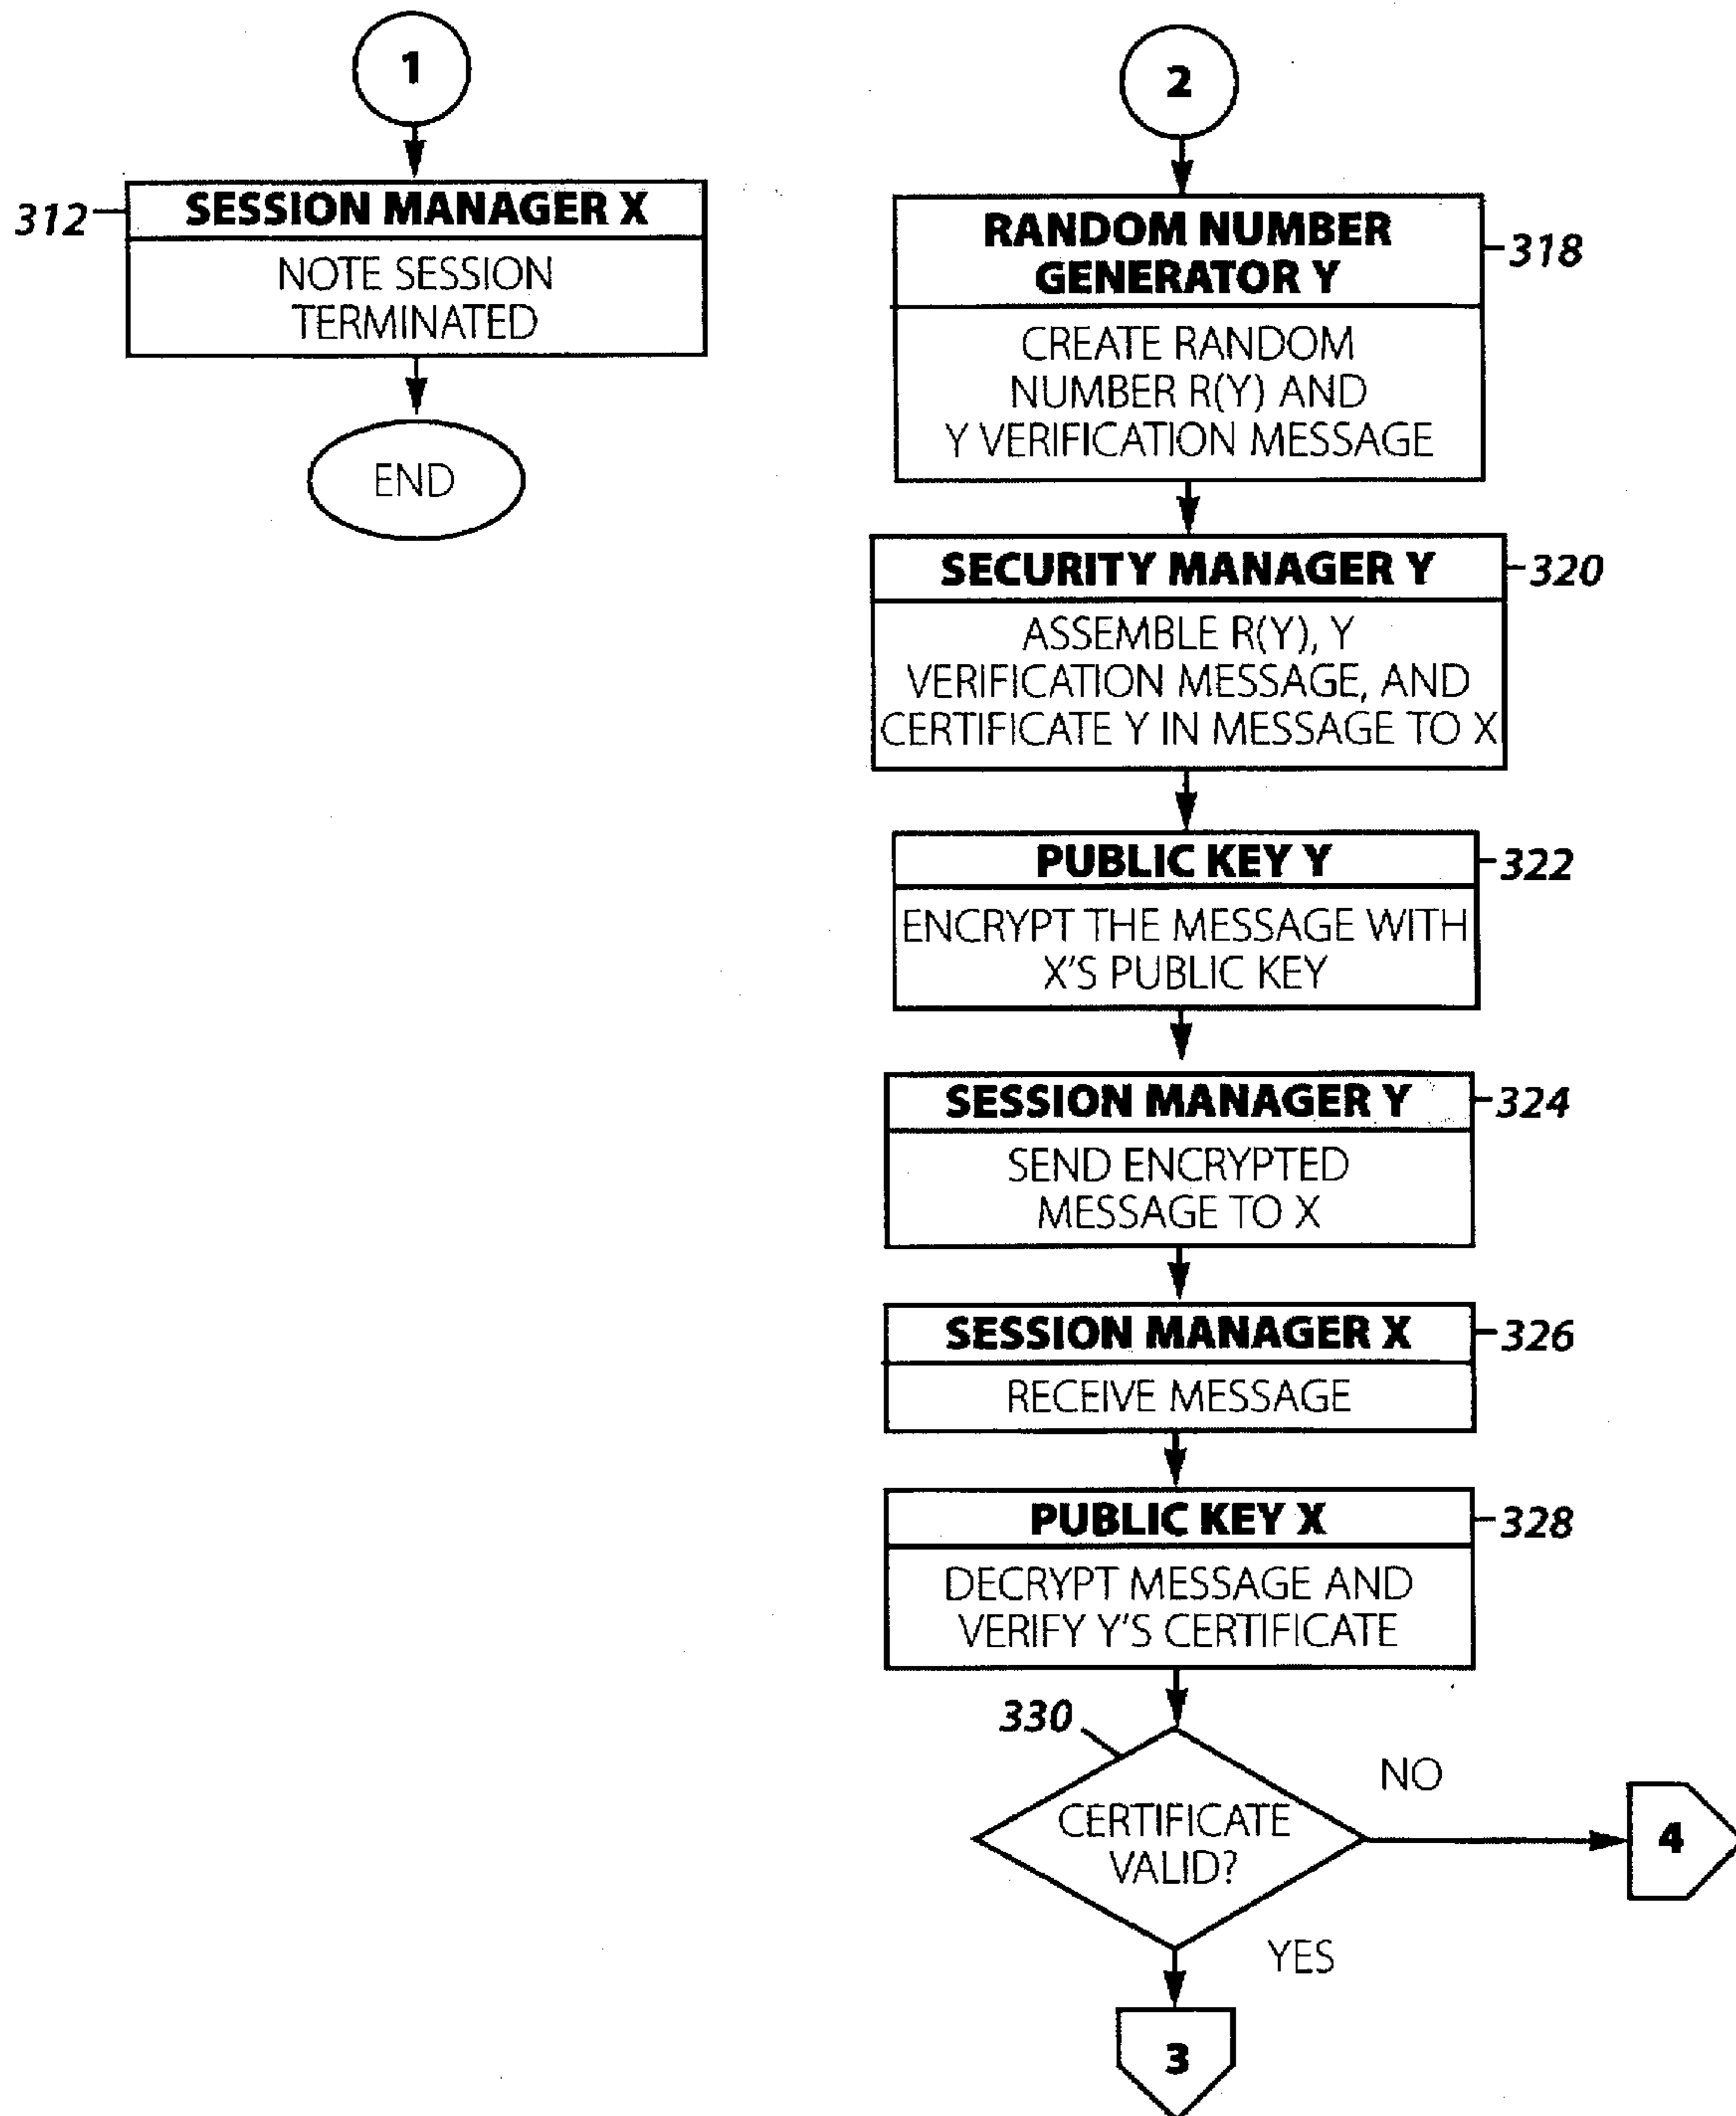 1
312
SESSION MANAGER X
NOTE SESSION
TERMINATED
END
2
RANDOM NUMBER
GENERATOR Y
318
CREATE RANDOM
NUMBER R(Y) AND
Y VERIFICATION MESSAGE
SECURITY MANAGER Y
320
ASSEMBLE R(Y), Y
VERIFICATION MESSAGE, AND
CERTIFICATE Y IN MESSAGE TO X
PUBLIC KEY Y
322
ENCRYPT THE MESSAGE WITH
X'S PUBLIC KEY
SESSION MANAGER Y
324
SEND ENCRYPTED
MESSAGE TO X
SESSION MANAGER X
326
RECEIVE MESSAGE
PUBLIC KEY X
328
DECRYPT MESSAGE AND
VERIFY Y'S CERTIFICATE
330
CERTIFICATE
VALID?
NO
4
YES
3